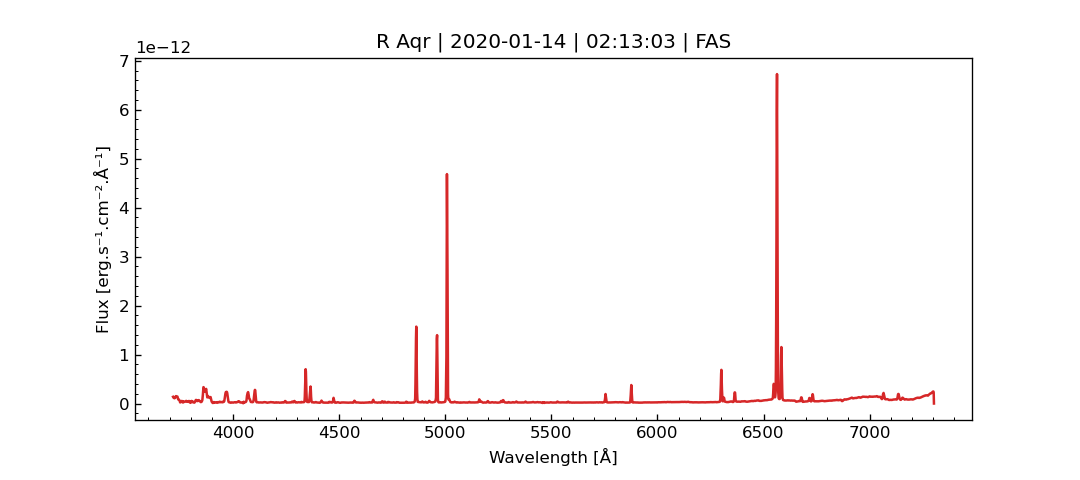 R Aqr | 2020-01-14 | 02:13:03 | FAS
1e−12
7
6
5
4
3
2
1
0
Flux [erg.s⁻¹.cm⁻².Å⁻¹]
4000 4500 5000 5500 6000 6500 7000
Wavelength [Å]